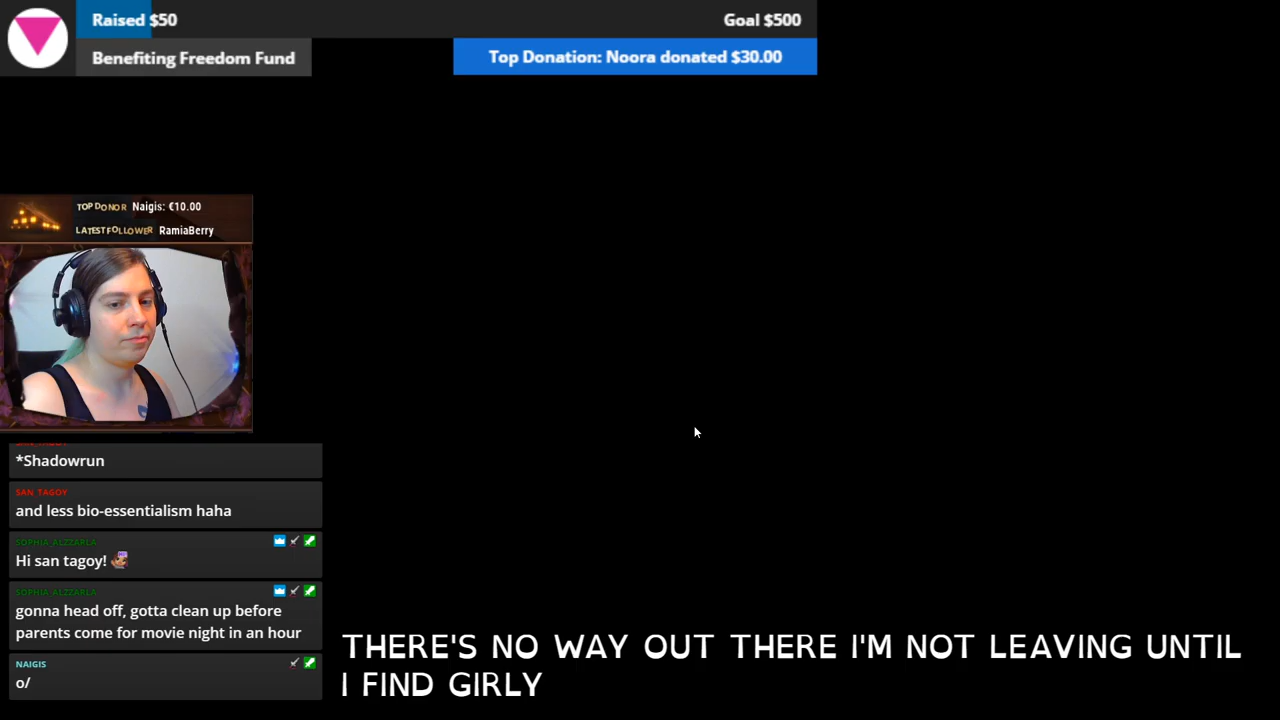 Raised $50
Goal $500
Benefiting Freedom Fund
Top Donation: Noora donated $30.00
TOP DONOR Naigis: €10.00
LATEST FOLLOWER RamiaBerry
SAN TAGOY
*Shadowrun
SAN TAGOY
and less bio-essentialism haha
SOPHIA ALZZARLA
Hi san tagoy!
SOPHIA ALZZARLA
gonna head off, gotta clean up before
parents come for movie night in an hour
NAIGIS
o/
THERE'S NO WAY OUT THERE I'M NOT LEAVING UNTIL
I FIND GIRLY